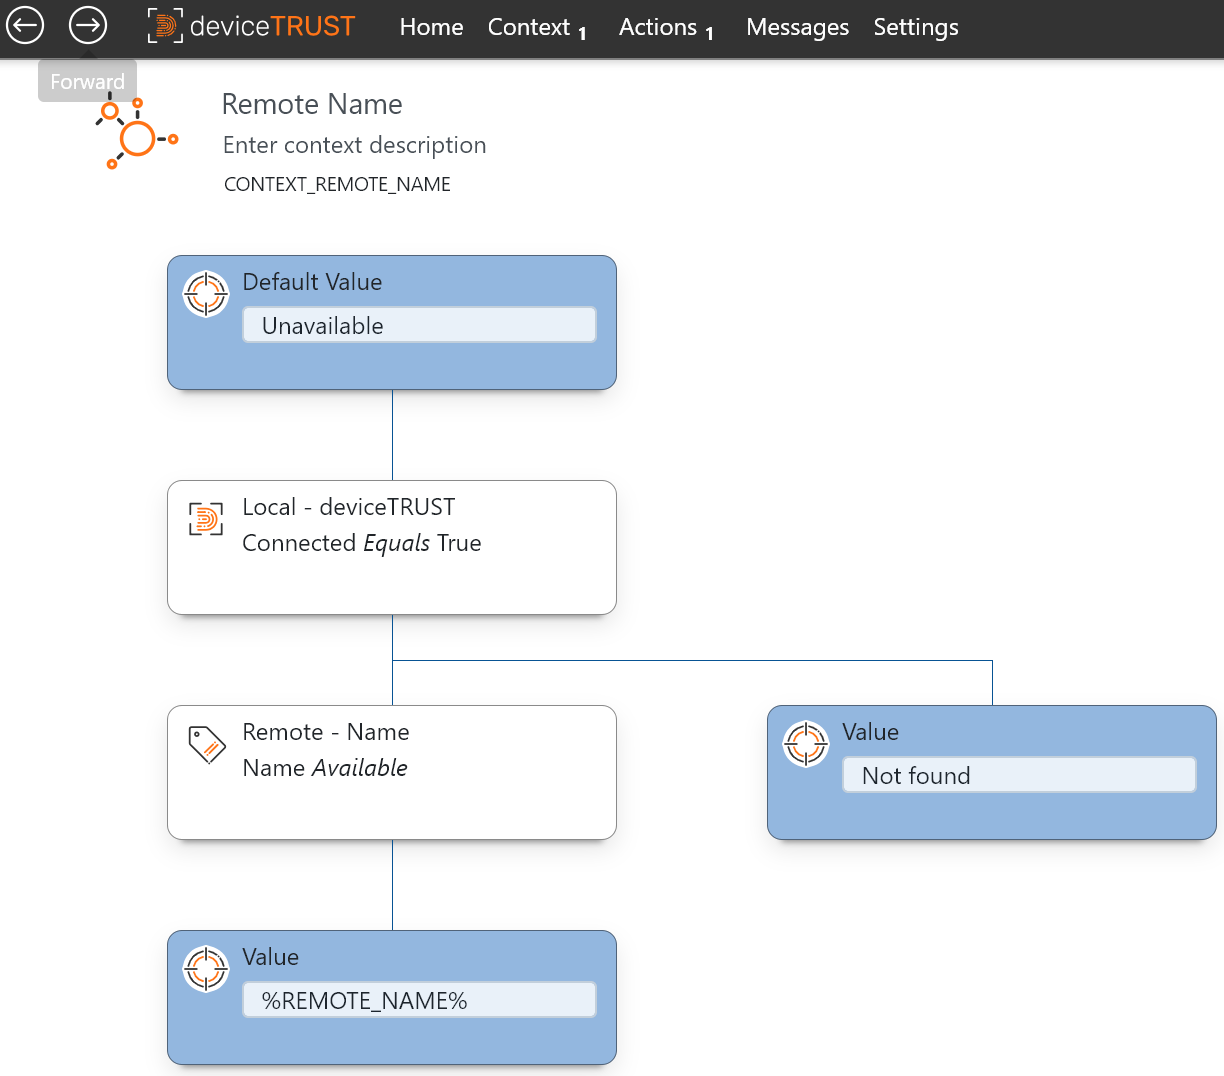 deviceTRUST
Home
Context 1
Actions 1
Messages
Settings
Forward
Remote Name
Enter context description
CONTEXT_REMOTE_NAME
Default Value
Unavailable
Local - deviceTRUST
Connected Equals True
Remote - Name
Name Available
Value
Not found
Value
%REMOTE_NAME%